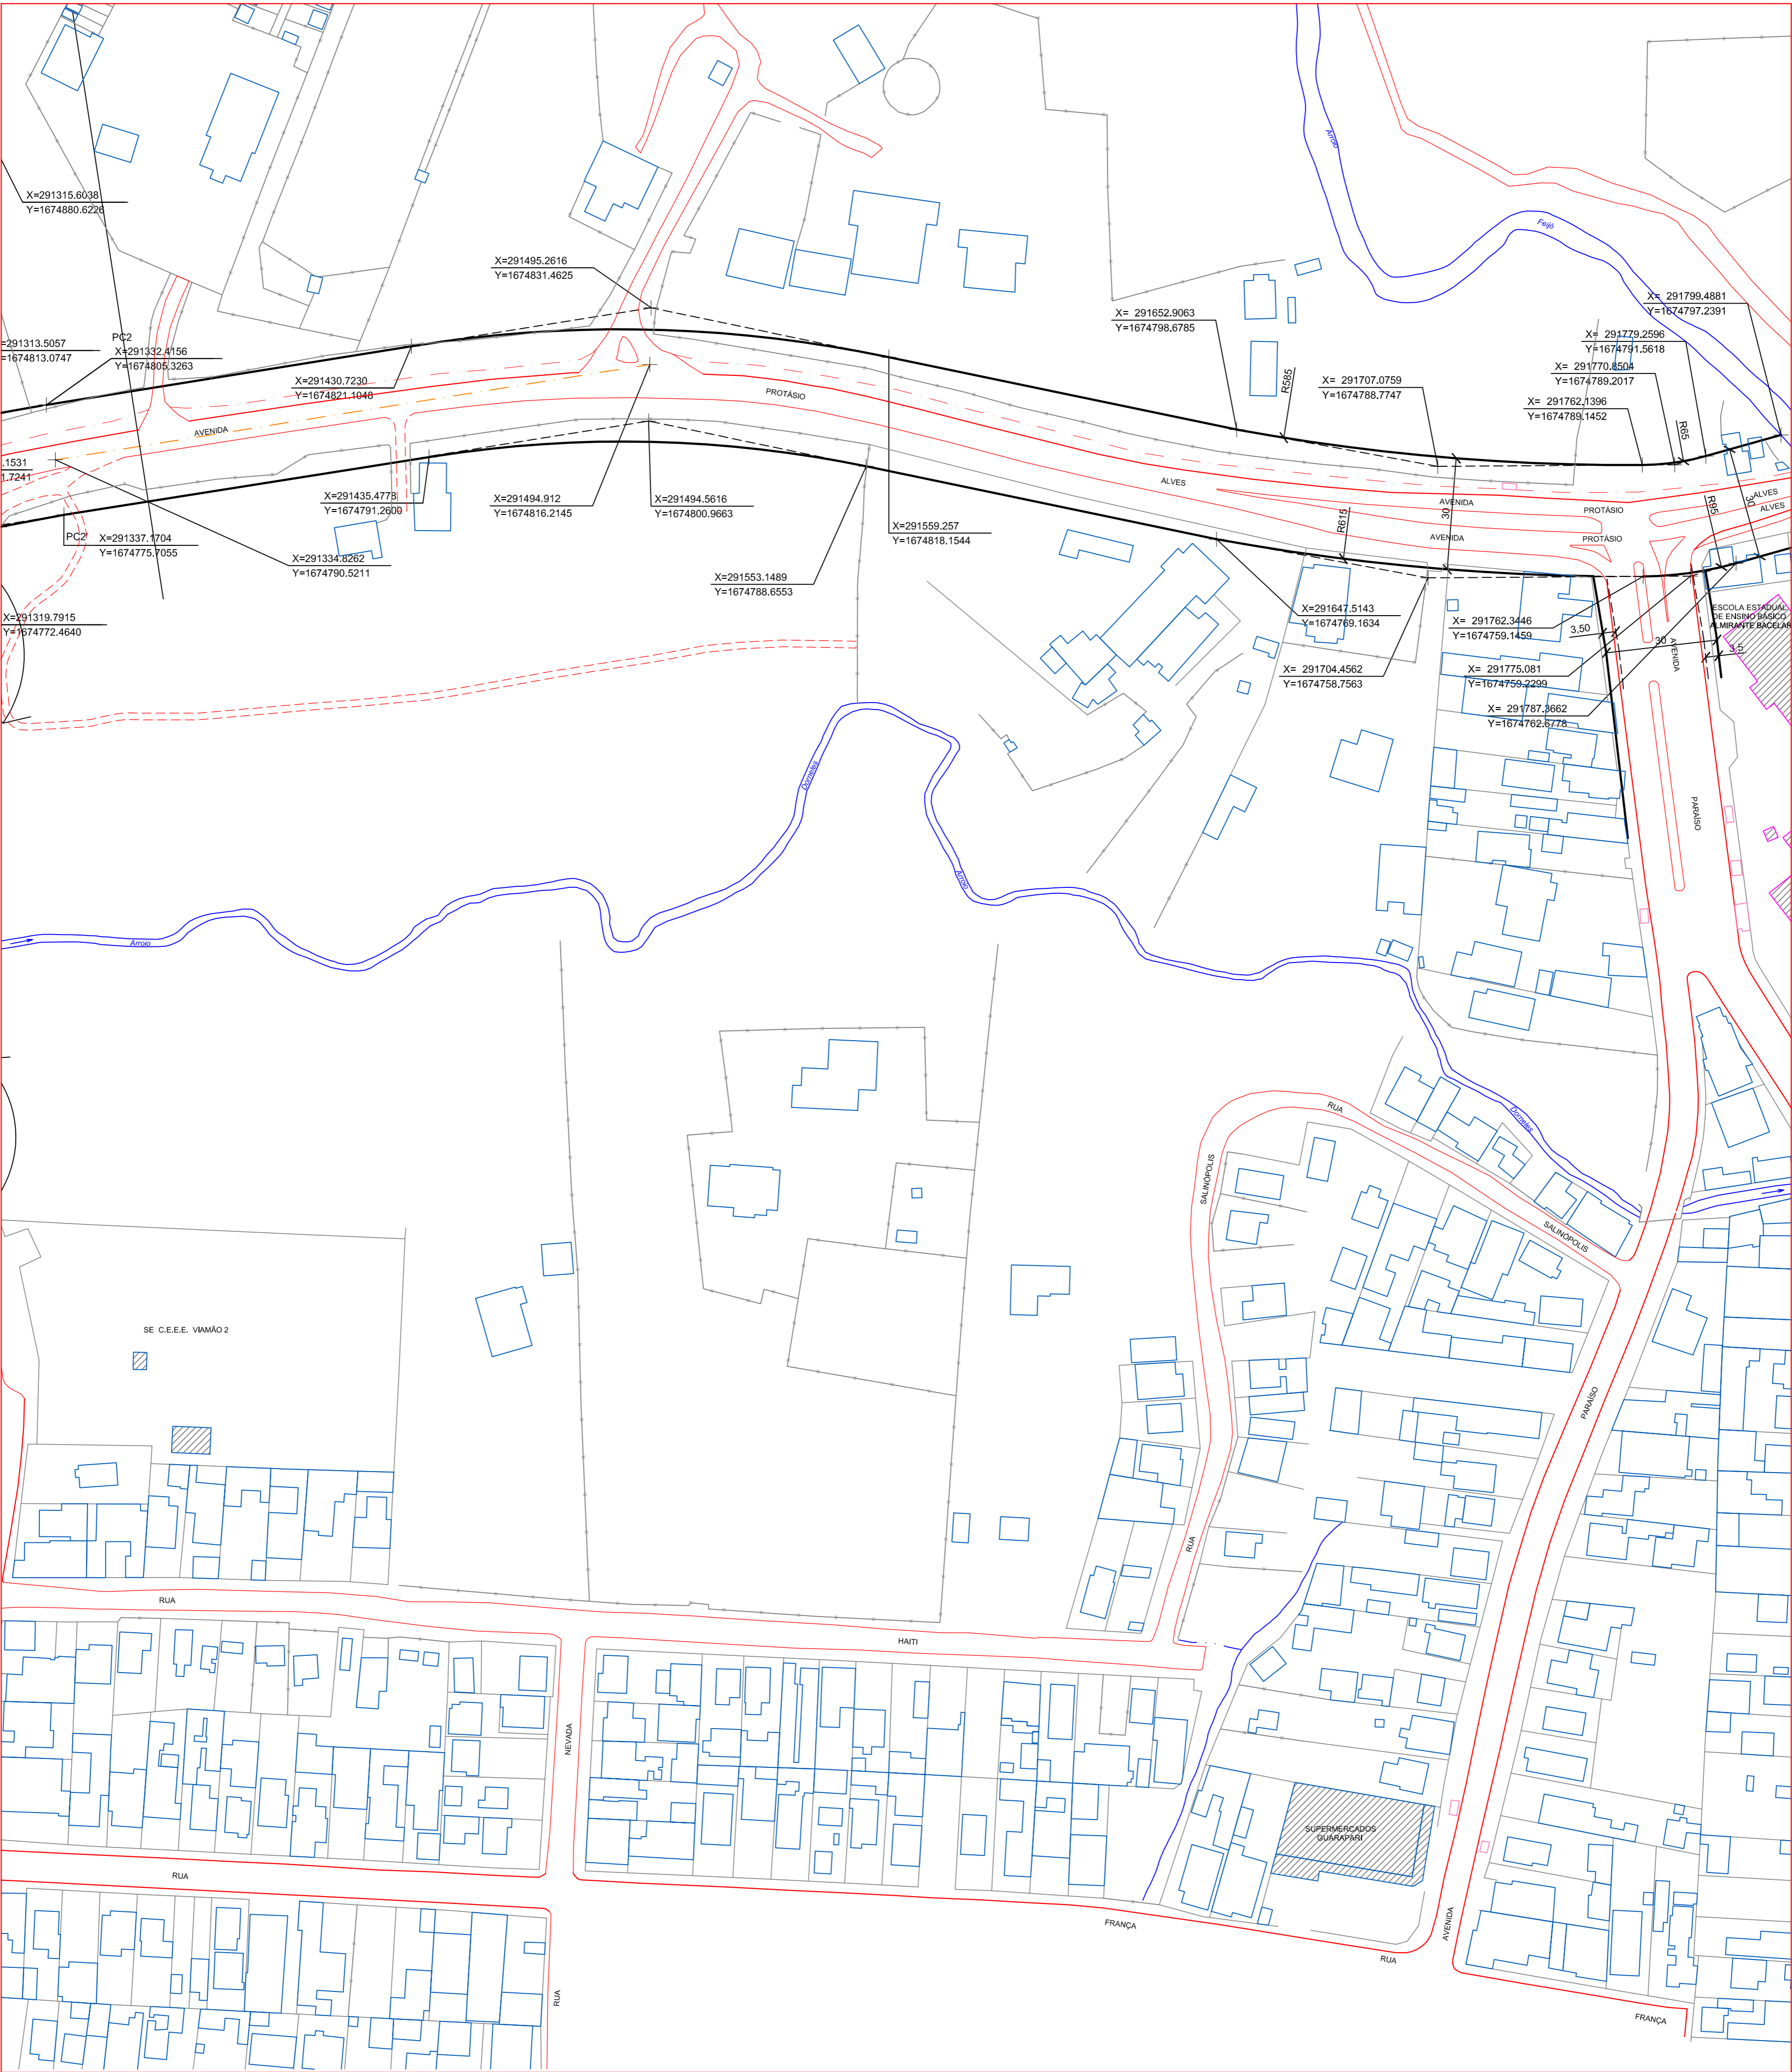 Arroio
Feijó
X=291315.6038
Y=1674880.6226
X=291495.2616
Y=1674831.4625
X= 291799.4881
Y=1674797.2391
X= 291652.9063
Y=1674798.6785
X= 291779.2596
Y=1674791.5618
=291313.5057
=1674813.0747
PC2
X=291332.4156
Y=1674805.3263
X= 291770.8504
Y=1674789.2017
X=291430.7230
Y=1674821.1048
R585
X= 291707.0759
Y=1674788.7747
PROTÁSIO
X= 291762.1396
Y=1674789.1452
AVENIDA
R65
.1531
1.7241
ALVES
X=291435.4778
Y=1674791.2600
X=291494.912
Y=1674816.2145
X=291494.5616
Y=1674800.9663
AVENIDA
PROTÁSIO
ALVES
ALVES
30
R95
30
X=291559.257
Y=1674818.1544
R615
AVENIDA
PROTÁSIO
PC2
X=291337.1704
Y=1674775.7055
X=291334.8262
Y=1674790.5211
X=291553.1489
Y=1674788.6553
X=291319.7915
Y=1674772.4640
X=291647.5143
Y=1674769.1634
X= 291762.3446
Y=1674759.1459
ESCOLA ESTADUAL
DE ENSINO BÁSICO
ALMIRANTE BACELAR
3,50
30
3,5
AVENIDA
X= 291704.4562
Y=1674758.7563
X= 291775.081
Y=1674759.2299
X= 291787.3662
Y=1674762.6778
Dorneles
PARAÍSO
Arroio
Arroio
Dorneles
RUA
SALINÓPOLIS
SALINÓPOLIS
SE C.E.E.E. VIAMÃO 2
PARAÍSO
RUA
RUA
HAITI
NEVADA
SUPERMERCADOS
GUARAPARI
RUA
FRANÇA
AVENIDA
RUA
RUA
FRANÇA